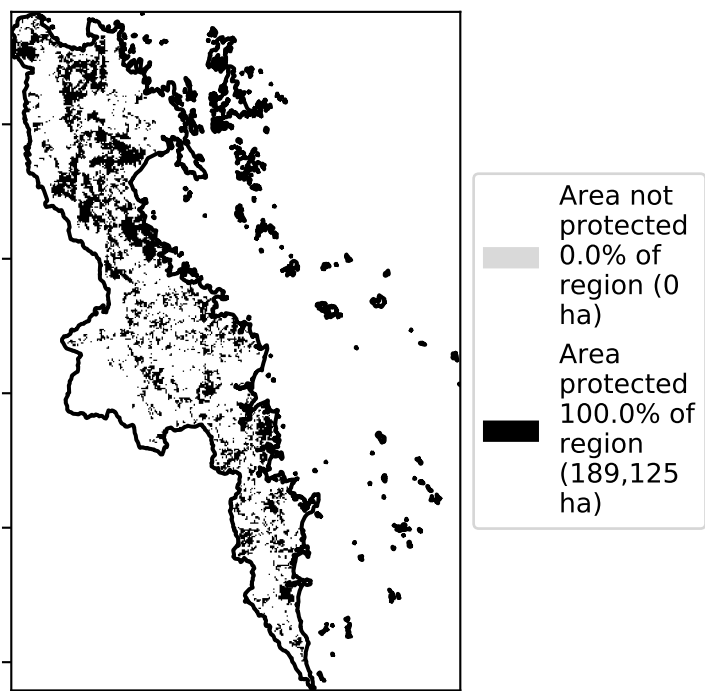 Area not
protected
0.0% of
region (0
ha)
Area
protected
100.0% of
region
(189,125
ha)